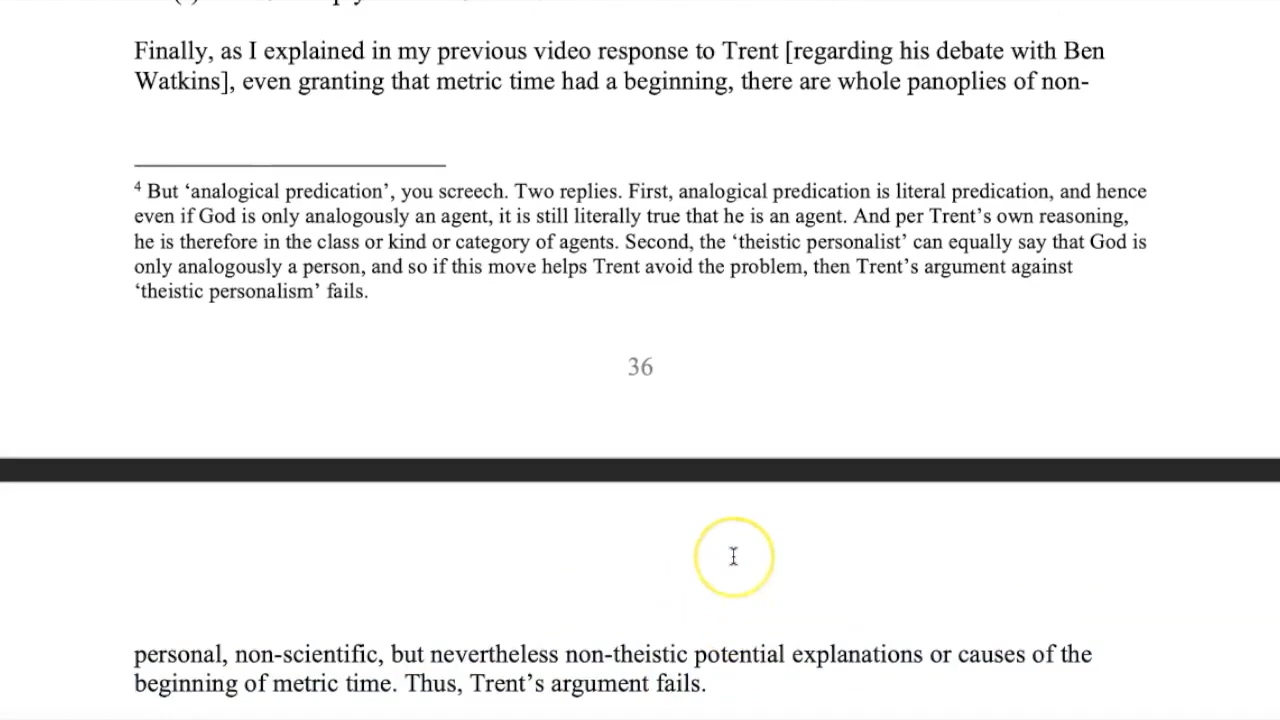 Finally, as I explained in my previous video response to Trent [regarding his debate with Ben
Watkins], even granting that metric time had a beginning, there are whole panoplies of non-
4 But ‘analogical predication’, you screech. Two replies. First, analogical predication is literal predication, and hence
even if God is only analogously an agent, it is still literally true that he is an agent. And per Trent’s own reasoning,
he is therefore in the class or kind or category of agents. Second, the ‘theistic personalist’ can equally say that God is
only analogously a person, and so if this move helps Trent avoid the problem, then Trent’s argument against
‘theistic personalism’ fails.
36
personal, non-scientific, but nevertheless non-theistic potential explanations or causes of the
beginning of metric time. Thus, Trent’s argument fails.